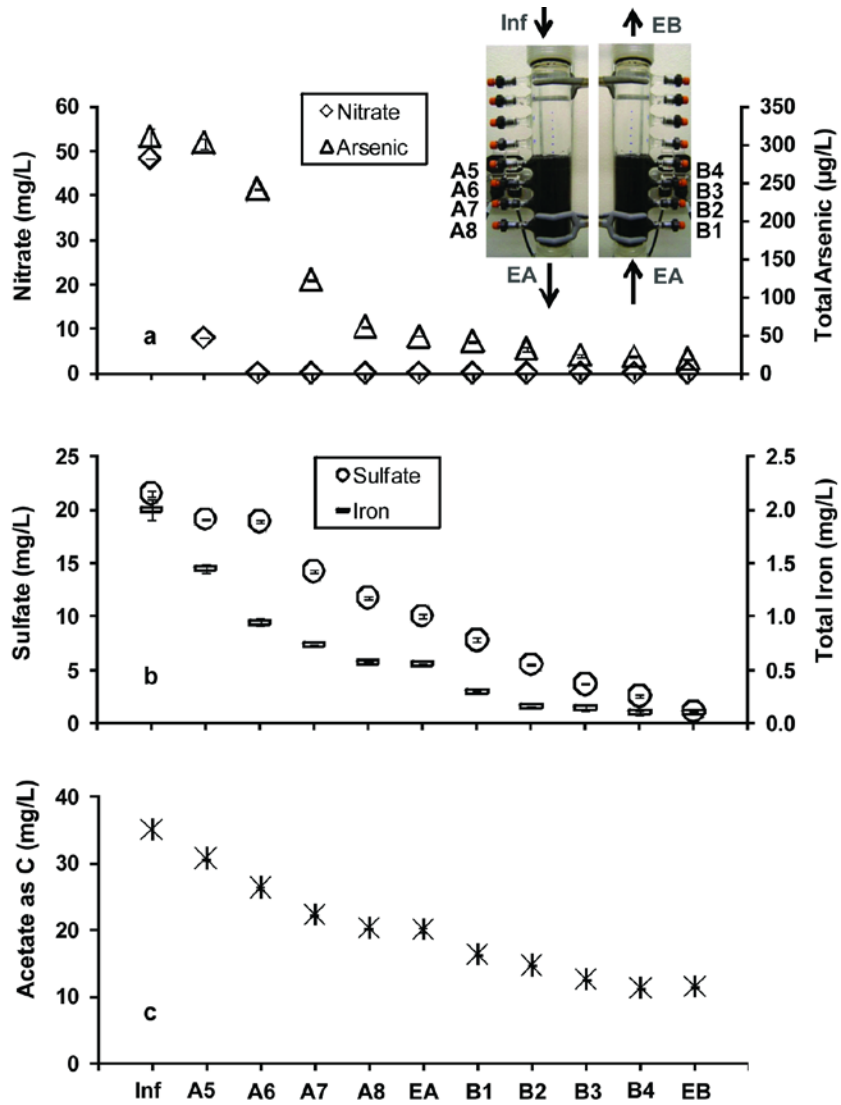 Inf EB
60 Nitrate 350
50 Arsenic 300
40 A5 B4 250
A6 B3
30 A7 B2 200
A8 B1
20 EA EA 150
100
10 a 50
0 0
Nitrate (mg/L)
Total Arsenic (µg/L)
25 2.5
Sulfate
20 Iron 2.0
15 1.5
10 1.0
5 b 0.5
0 0.0
Sulfate (mg/L)
Total Iron (mg/L)
40
30
20
10 c
0
Acetate as C (mg/L)
Inf A5 A6 A7 A8 EA B1 B2 B3 B4 EB